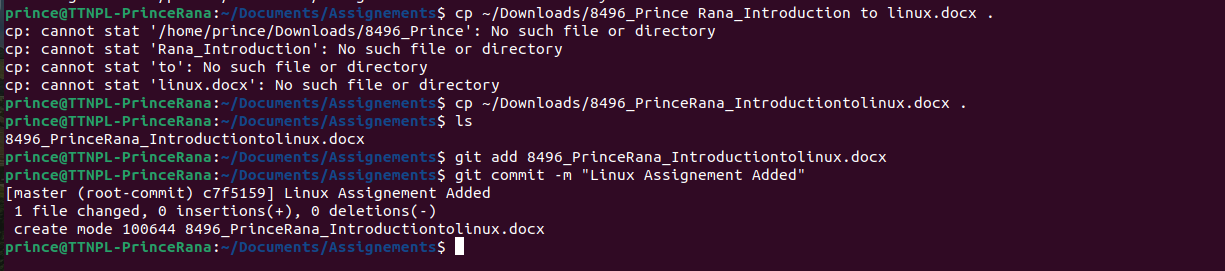 prince@TTNPL-PrinceRana:~/Documents/Assignements$ cp ~/Downloads/8496_Prince Rana_Introduction to linux.docx .
cp: cannot stat '/home/prince/Downloads/8496_Prince': No such file or directory
cp: cannot stat 'Rana_Introduction': No such file or directory
cp: cannot stat 'to': No such file or directory
cp: cannot stat 'linux.docx': No such file or directory
prince@TTNPL-PrinceRana:~/Documents/Assignements$ cp ~/Downloads/8496_PrinceRana_Introductiontolinux.docx .
prince@TTNPL-PrinceRana:~/Documents/Assignements$ ls
8496_PrinceRana_Introductiontolinux.docx
prince@TTNPL-PrinceRana:~/Documents/Assignements$ git add 8496_PrinceRana_Introductiontolinux.docx
prince@TTNPL-PrinceRana:~/Documents/Assignements$ git commit -m "Linux Assignement Added"
[master (root-commit) c7f5159] Linux Assignement Added
 1 file changed, 0 insertions(+), 0 deletions(-)
 create mode 100644 8496_PrinceRana_Introductiontolinux.docx
prince@TTNPL-PrinceRana:~/Documents/Assignements$